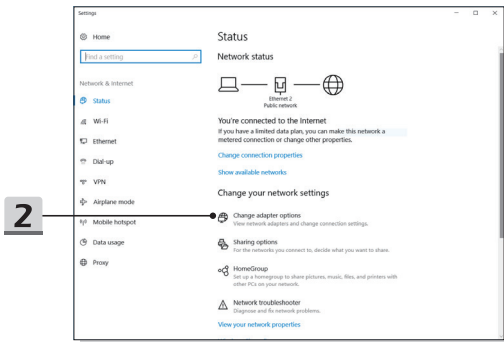 Settings
Home
Find a setting
Network & Internet
Status
Wi-Fi
Ethernet
Dial-up
VPN
Airplane mode
Mobile hotspot
Data usage
Proxy
2
Status
Network status
Ethernet 2
Public network
You're connected to the Internet
If you have a limited data plan, you can make this network a
metered connection or change other properties.
Change connection properties
Show available networks
Change your network settings
Change adapter options
View network adapters and change connection settings.
Sharing options
For the networks you connect to, decide what you want to share.
HomeGroup
Set up a homegroup to share pictures, music, files, and printers with
other PCs on your network.
Network troubleshooter
Diagnose and fix network problems.
View your network properties